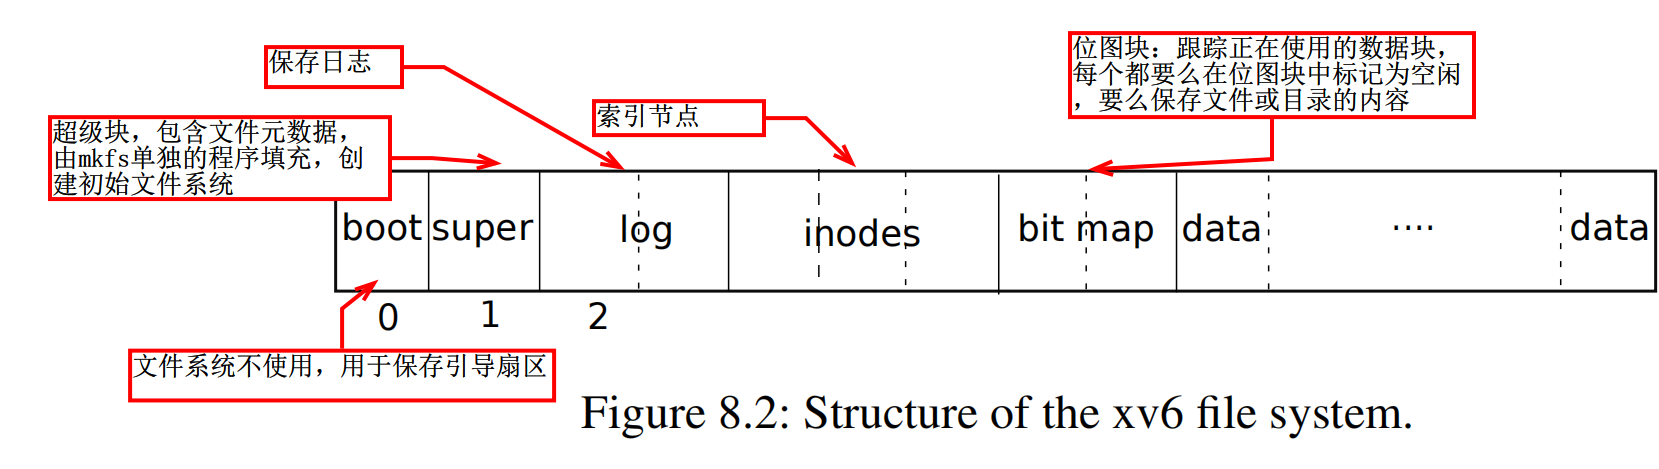 保存日志
位图块：跟踪正在使用的数据块，
每个都要么在位图块中标记为空闲
，要么保存文件或目录的内容
索引节点
超级块，包含文件元数据，
由mkfs单独的程序填充，创
建初始文件系统
boot super log inodes bit map data .... data
0 1 2
文件系统不使用，用于保存引导扇区
Figure 8.2: Structure of the xv6 file system.